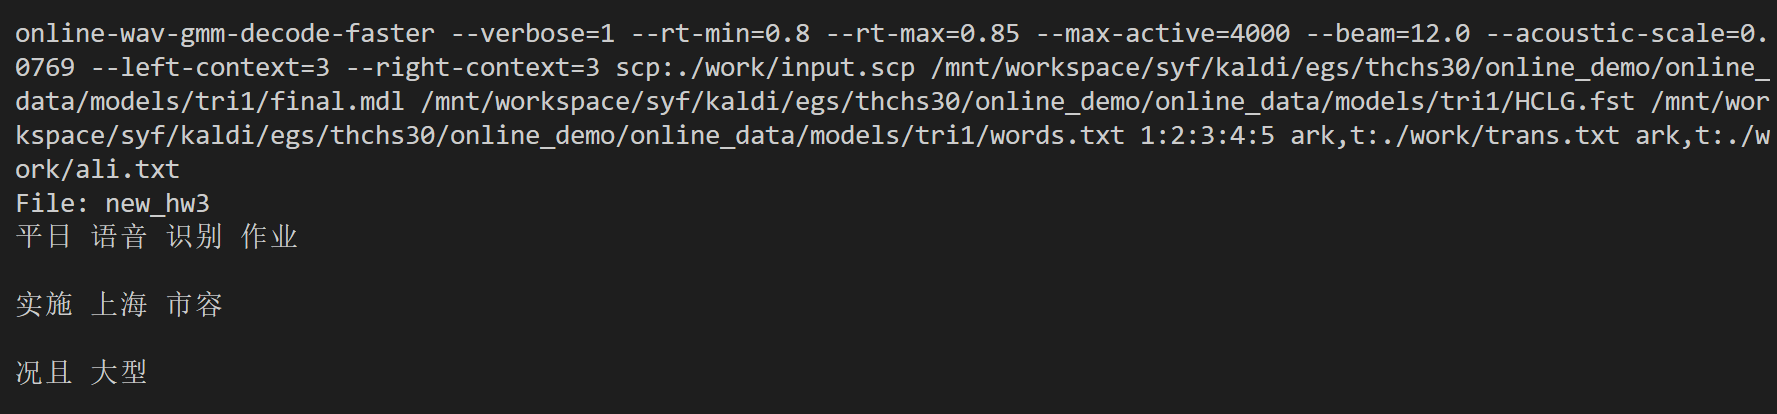 online-wav-gmm-decode-faster --verbose=1 --rt-min=0.8 --rt-max=0.85 --max-active=4000 --beam=12.0 --acoustic-scale=0.
0769 --left-context=3 --right-context=3 scp:./work/input.scp /mnt/workspace/syf/kaldi/egs/thchs30/online_demo/online_
data/models/tri1/final.mdl /mnt/workspace/syf/kaldi/egs/thchs30/online_demo/online_data/models/tri1/HCLG.fst /mnt/wor
kspace/syf/kaldi/egs/thchs30/online_demo/online_data/models/tri1/words.txt 1:2:3:4:5 ark,t:./work/trans.txt ark,t:./w
ork/ali.txt
File: new_hw3
平日 语音 识别 作业
实施 上海 市容
况且 大型